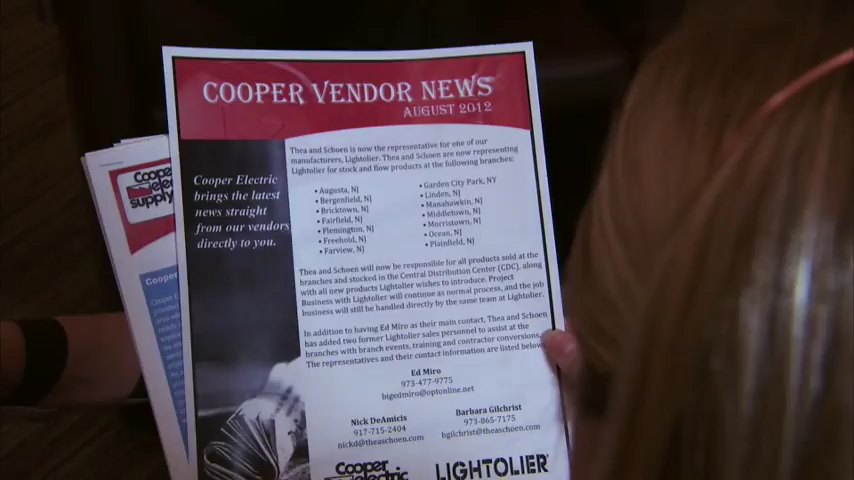 COOPER VENDOR NEWS
AUGUST 2012
Cooper
electric
supply
Cooper Electric
brings the latest
news straight
from our vendors
directly to you.
Thea and Schoen is now the representative for one of our
manufacturers, Lightolier. Thea and Schoen are now representing
Lightolier for stock and flow products at the following branches:
• Augusta, NJ
• Bergenfield, NJ
• Bricktown, NJ
• Fairfield, NJ
• Flemington, NJ
• Freehold, NJ
• Farview, NJ
• Garden City Park, NY
• Linden, NJ
• Manahawkin, NJ
• Middletown, NJ
• Morristown, NJ
• Ocean, NJ
• Plainfield, NJ
Thea and Schoen will now be responsible for all products sold at the
branches and stocked in the Central Distribution Center (CDC), along
with all new products Lightolier wishes to introduce. Project
Business with Lightolier will continue as normal process, and the job
business will still be handled directly by the same team at Lightolier.
In addition to having Ed Miro as their main contact, Thea and Schoen
has added two former Lightolier sales personnel to assist at the
branches with branch events, training and contractor conversions.
The representatives and their contact information are listed below
Ed Miro
973-477-9775
bigedmiro@optonline.net
Nick DeAmicis
917-715-2404
nickd@theaschoen.com
Barbara Gilchrist
973-865-7175
bgilchrist@theaschoen.com
Cooper
electric
LIGHTOLIER